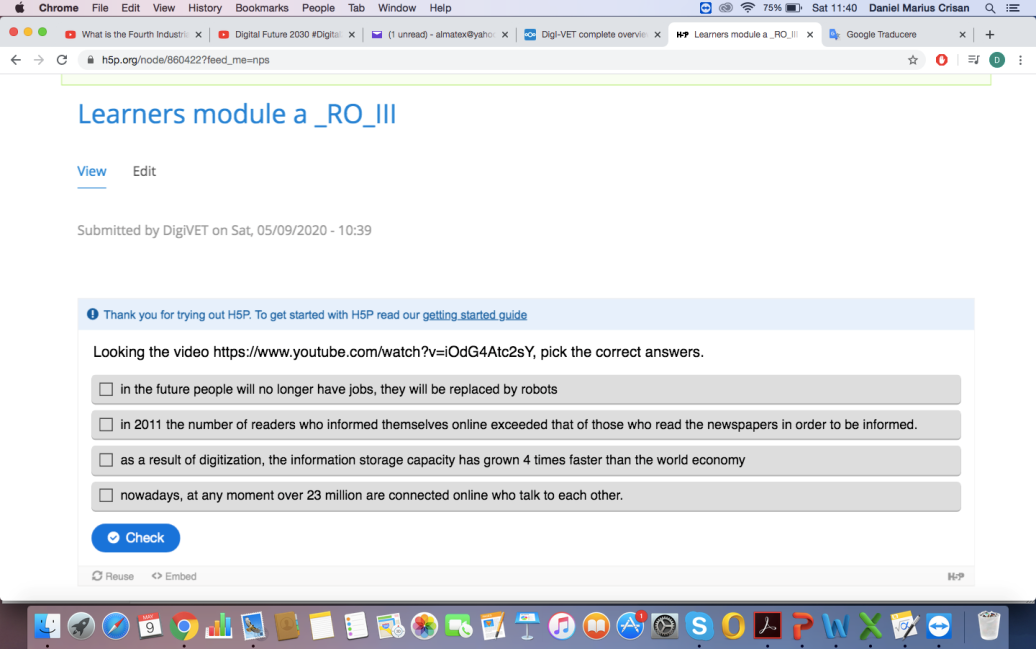 Chrome File Edit View History Bookmarks People Tab Window Help 75% Sat 11:40 Daniel Marius Crisan
What is the Fourth Industri Digital Future 2030 #Digita (1 unread) - almatex@yaho DigI-VET complete overvie Learners module a _RO_III Google Traducere
h5p.org/node/860422?feed_me=nps D
Learners module a _RO_III
View Edit
Submitted by DigiVET on Sat, 05/09/2020 - 10:39
Thank you for trying out H5P. To get started with H5P read our getting started guide
Looking the video https://www.youtube.com/watch?v=iOdG4Atc2sY, pick the correct answers.
in the future people will no longer have jobs, they will be replaced by robots
in 2011 the number of readers who informed themselves online exceeded that of those who read the newspapers in order to be informed.
as a result of digitization, the information storage capacity has grown 4 times faster than the world economy
nowadays, at any moment over 23 million are connected online who talk to each other.
Check
Reuse <> Embed H5P
MAY 9 1